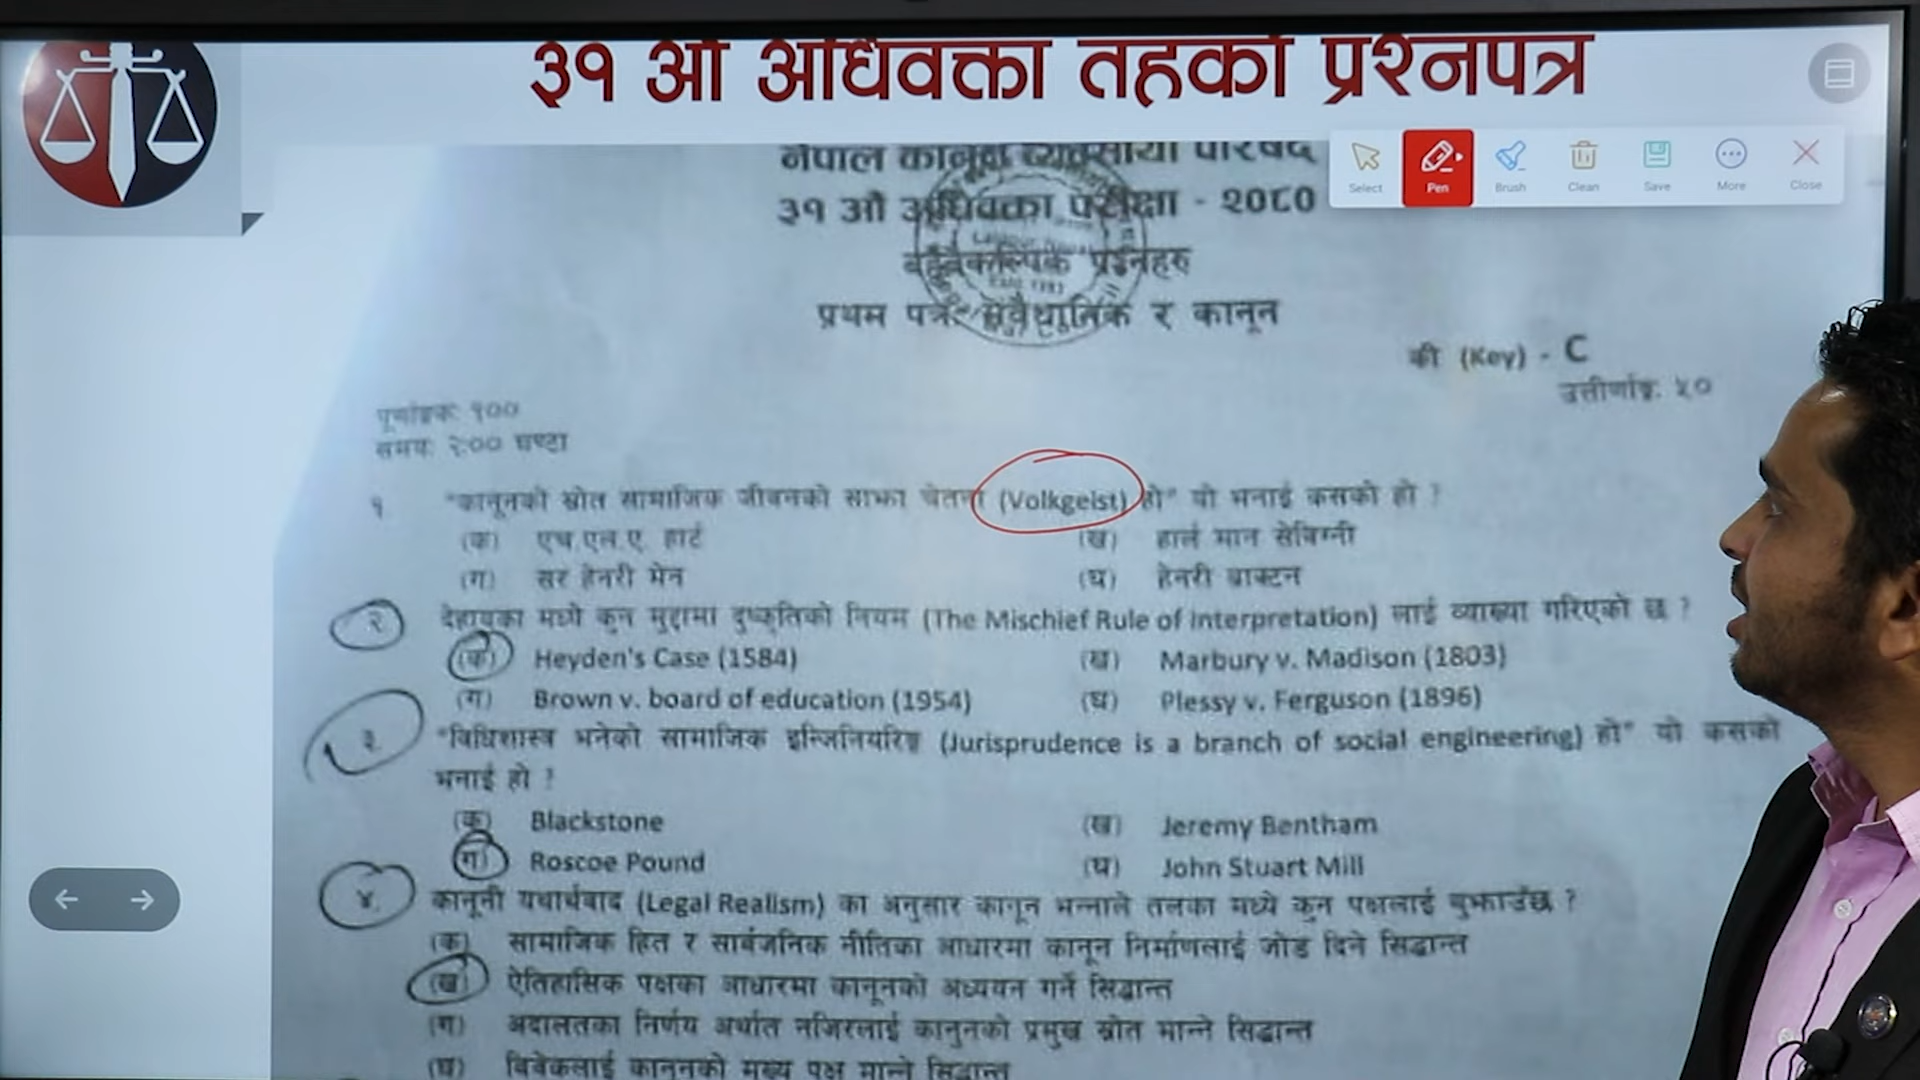 ३१ औं अधिवक्ता तहको प्रश्नपत्र
Select
Pen
Brush
Clean
Save
More
Close
नेपाल कानून व्यवसायी परिषद
३१ औं अधिवक्ता परीक्षा - २०८०
बहुवैकल्पिक प्रश्नहरु
प्रथम पत्रः संवैधानिक र कानून
की (Key) - C
उत्तीर्णाङ्कः ५०
पूर्णाङ्कः १००
समयः २:०० घण्टा
१ "कानूनको स्रोत सामाजिक जीवनको साझा चेतना (Volkgeist) हो" यो भनाई कसको हो ?
(क) एच.एल.ए. हार्ट (ख) हार्ल मान सेविग्नी
(ग) सर हेनरी मेन (घ) हेनरी ब्राक्टन
२ देहायका मध्ये कुन मुद्दामा दुष्कृतिको नियम (The Mischief Rule of Interpretation) लाई व्याख्या गरिएको छ ?
(क) Heyden's Case (1584) (ख) Marbury v. Madison (1803)
(ग) Brown v. board of education (1954) (घ) Plessy v. Ferguson (1896)
३ "विधिशास्त्र भनेको सामाजिक इन्जिनियरिङ्ग (Jurisprudence is a branch of social engineering) हो" यो कसको
भनाई हो ?
(क) Blackstone (ख) Jeremy Bentham
(ग) Roscoe Pound (घ) John Stuart Mill
४ कानूनी यथार्थवाद (Legal Realism) का अनुसार कानून भन्नाले तलका मध्ये कुन पक्षलाई बुझाउँछ ?
(क) सामाजिक हित र सार्वजनिक नीतिका आधारमा कानून निर्माणलाई जोड दिने सिद्धान्त
(ख) ऐतिहासिक पक्षका आधारमा कानूनको अध्ययन गर्ने सिद्धान्त
(ग) अदालतका निर्णय अर्थात नजिरलाई कानुनको प्रमुख स्रोत मान्ने सिद्धान्त
(घ) विवेकलाई कानूनको मुख्य पक्ष मान्ने सिद्धान्त